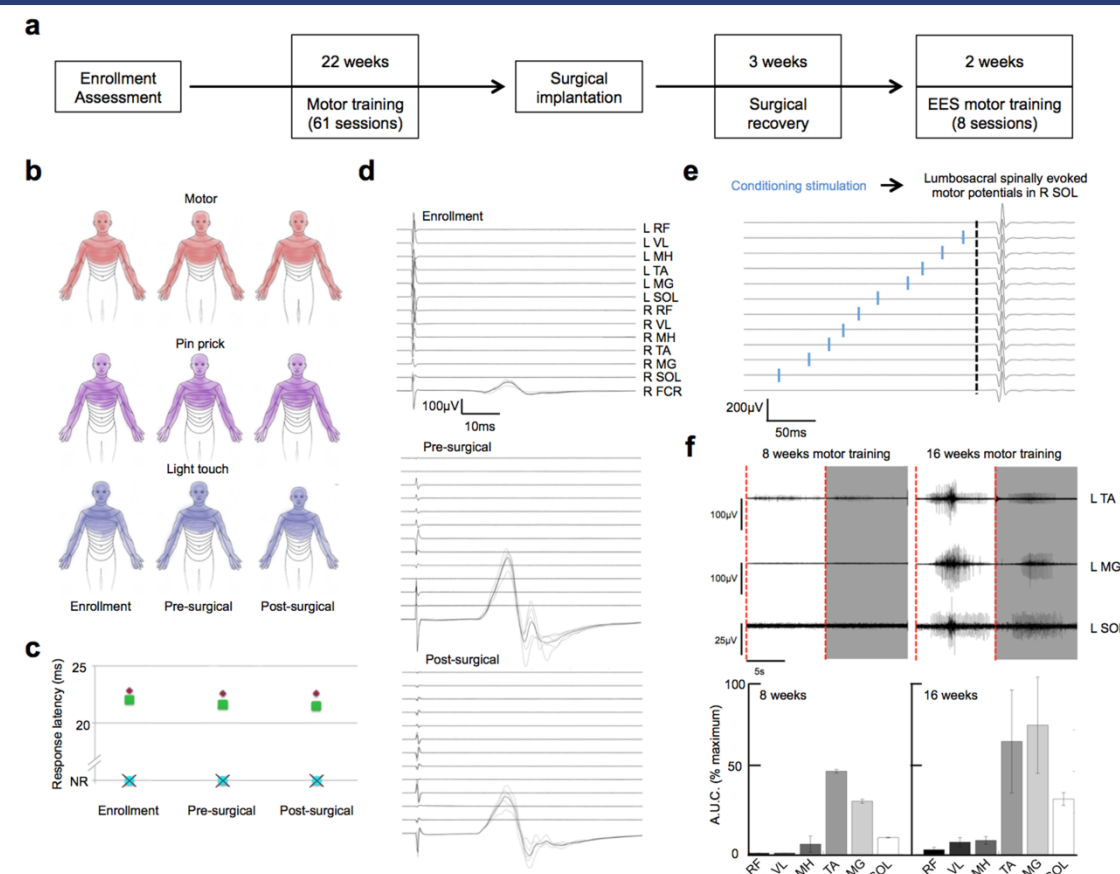 a
Enrollment
Assessment
22 weeks
Motor training
(61 sessions)
Surgical
implantation
3 weeks
Surgical
recovery
2 weeks
EES motor training
(8 sessions)
b
Motor
Pin prick
Light touch
Enrollment
Pre-surgical
Post-surgical
c
Response latency (ms)
25
20
NR
Enrollment
Pre-surgical
Post-surgical
d
Enrollment
L RF
L VL
L MH
L TA
L MG
L SOL
R RF
R VL
R MH
R TA
R MG
R SOL
R FCR
100µV
10ms
Pre-surgical
Post-surgical
e
Conditioning stimulation
Lumbosacral spinally evoked
motor potentials in R SOL
200µV
50ms
f
8 weeks motor training
16 weeks motor training
L TA
100µV
L MG
100µV
L SOL
25µV
5s
A.U.C. (% maximum)
100
50
0
8 weeks
16 weeks
RF
VL
MH
TA
MG
SOL
RF
VL
MH
TA
MG
SOL